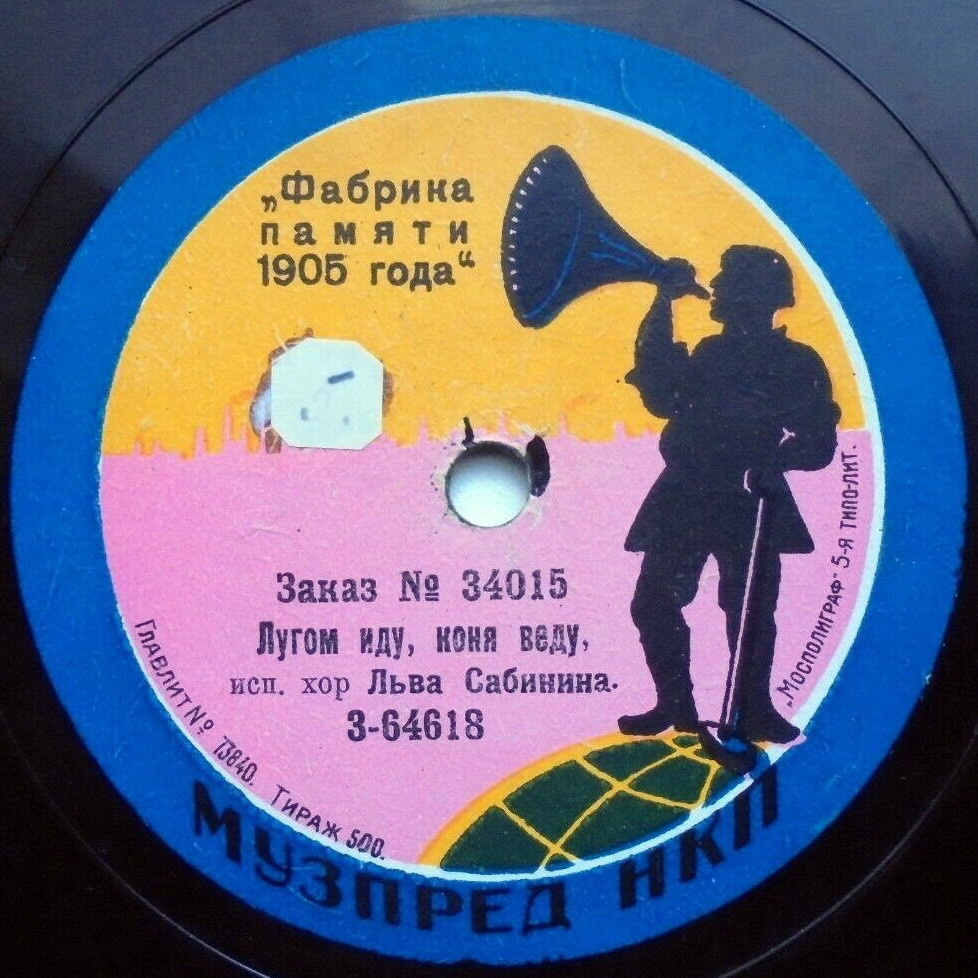 „Фабрика
памяти
1905 года“
Заказ № 34015
Лугом иду, коня веду,
исп. хор Льва Сабинина.
3-64618
Главлит № 73840. Тираж 500.
„Мосполиграф“ 5-я типо-лит.
МУЗПРЕД НКП